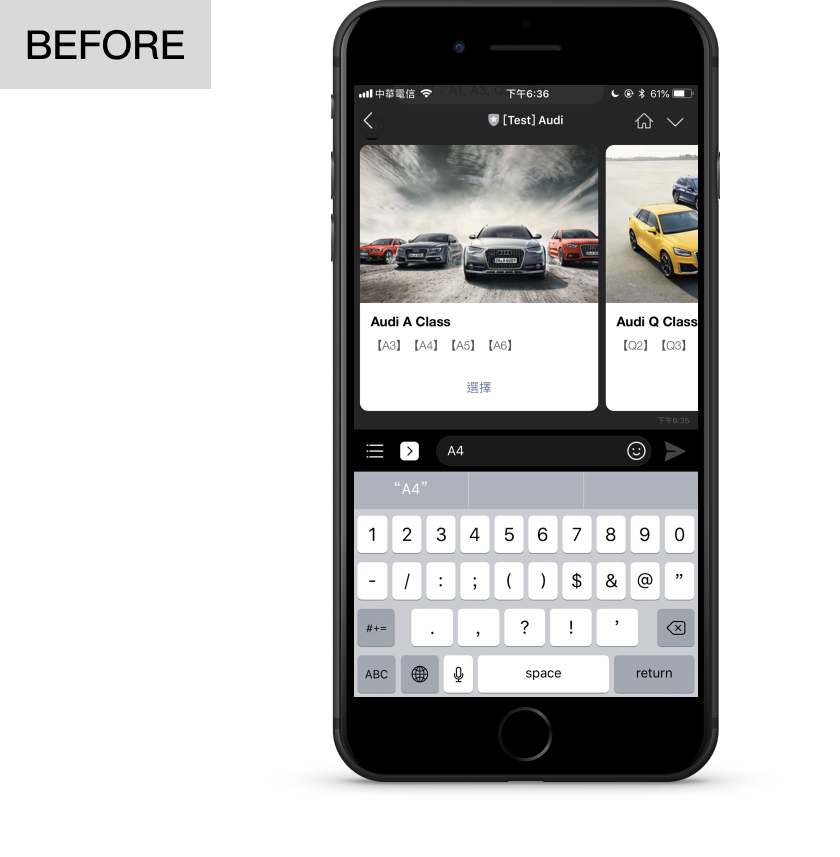 BEFORE
中華電信 下午6:36 61%
: A1, A3, Q
[Test] Audi
Audi A Class
【A3】【A4】【A5】【A6】
選擇
Audi Q Class
【Q2】【Q3】
下午6:35
A4
“A4”
1 2 3 4 5 6 7 8 9 0
- / : ; ( ) $ & @ ”
#+= . , ? ! ’
ABC space return